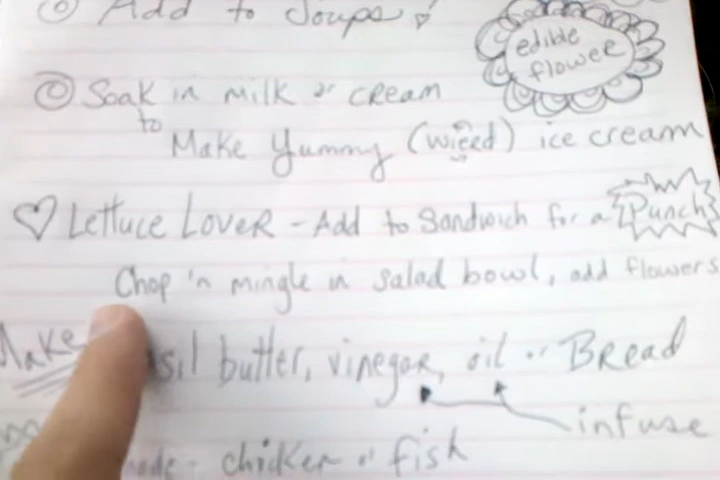 Add to Soups!
edible
flower
Soak in milk or cream
to
Make Yummy (wierd) ice cream
Lettuce Lover - Add to Sandwich for a Punch
Chop 'n mingle in salad bowl, add flowers
Make butter, vinegar, oil or Bread
infuse
chicken or fish